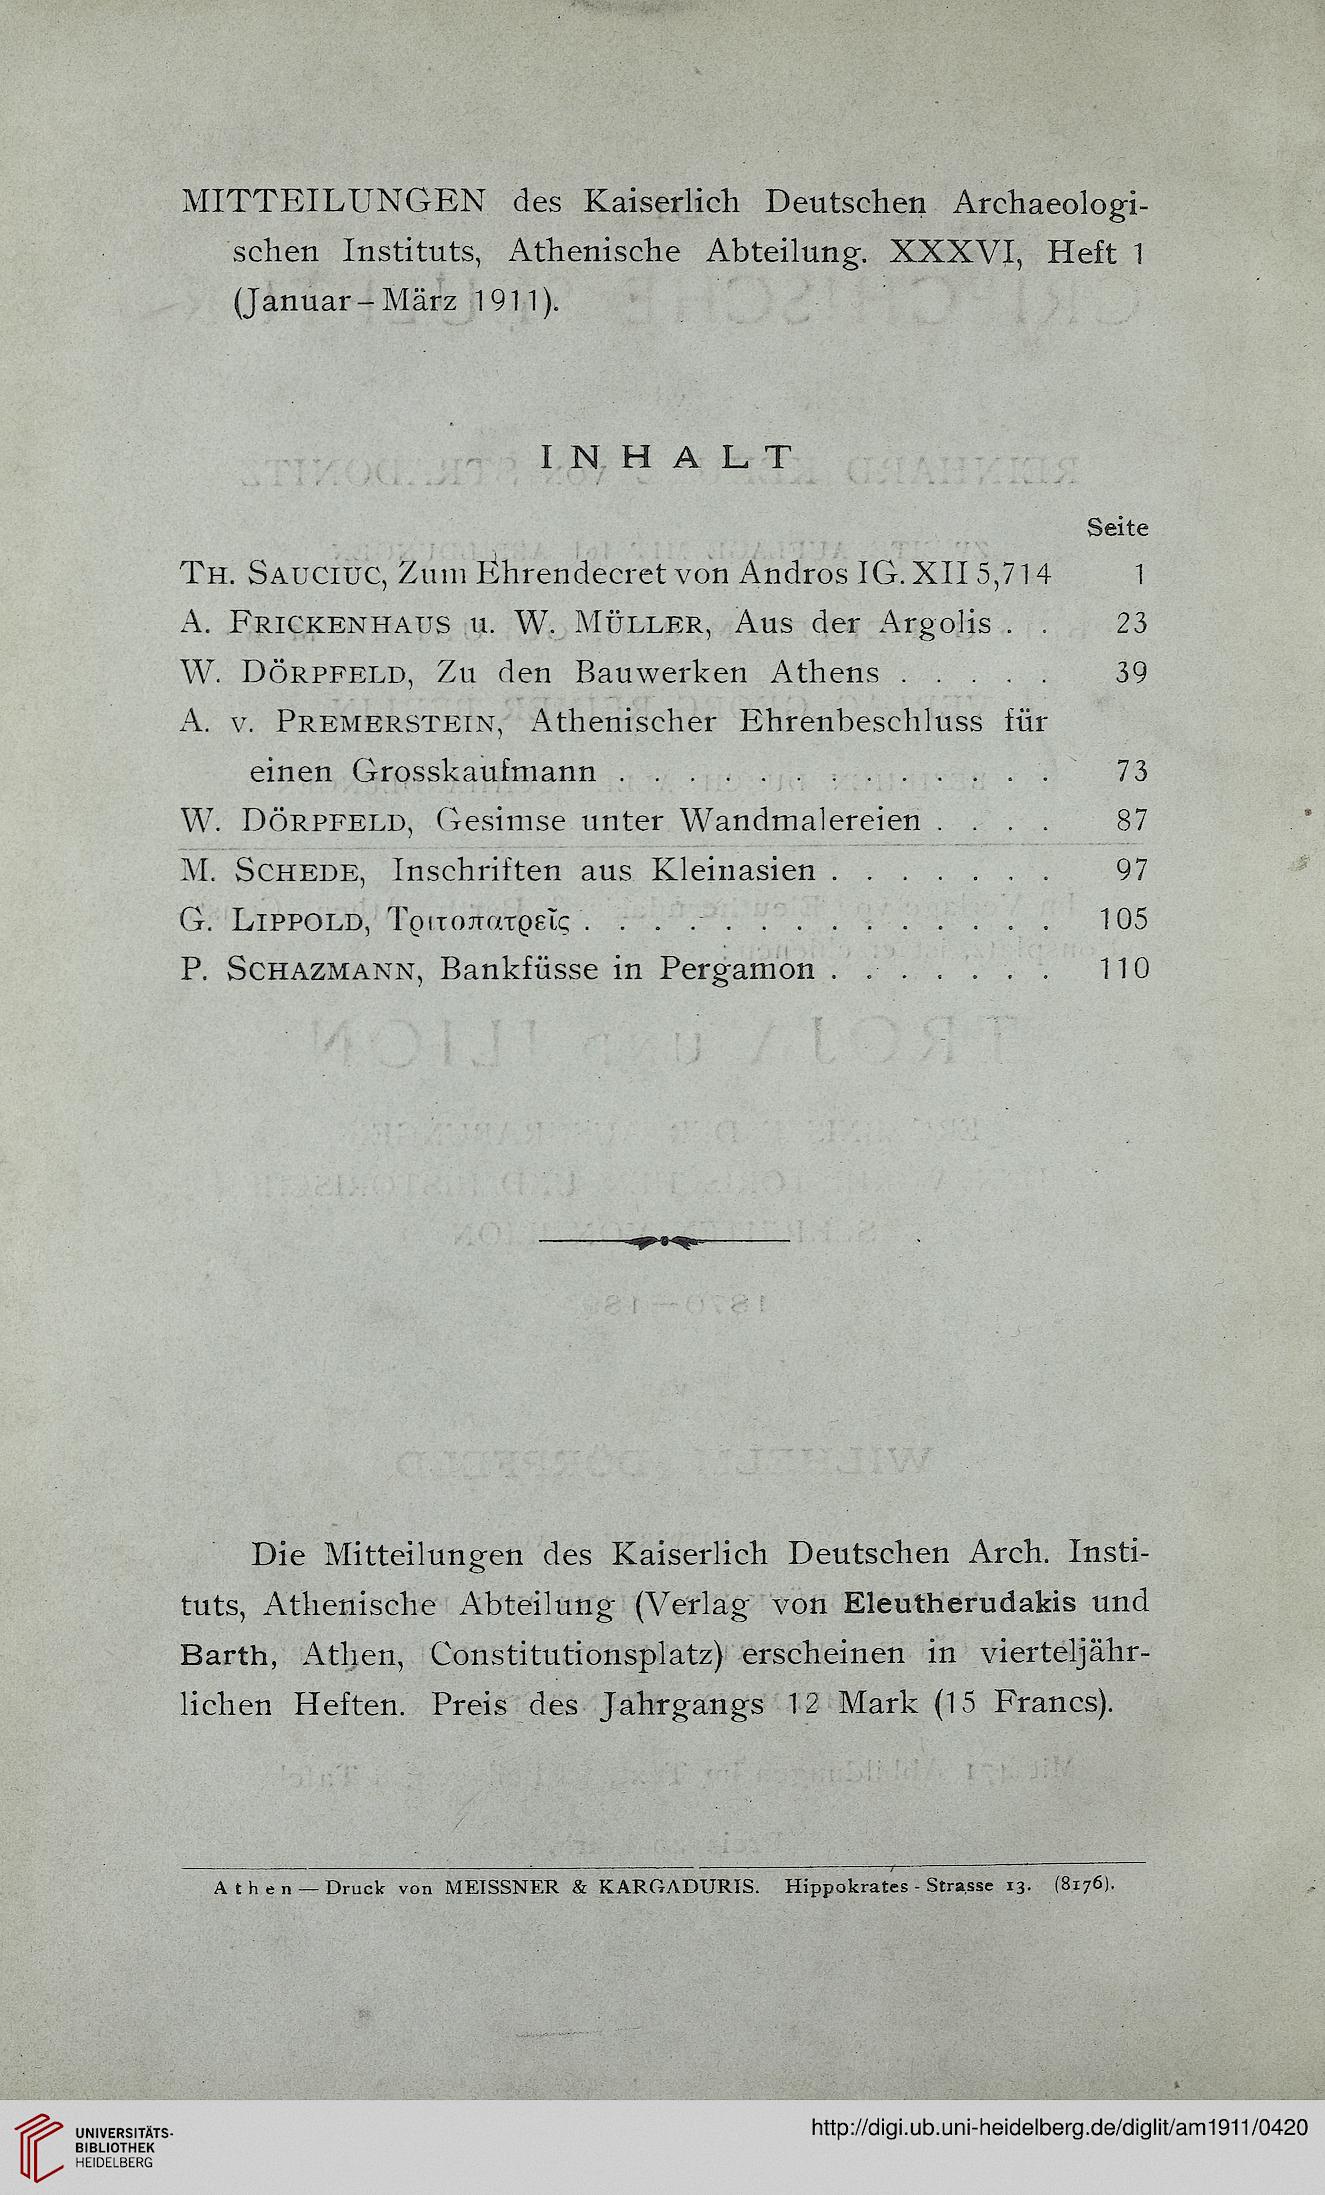 MITTEILUNGEN des Kaiserlich Deutschen Archaeologi-
schen Instituts, Athenische Abteilung. XXXVI, Heft 1
(Januar – März 1911).
INHALT
Seite
TH. SAUCIUC, Zum Ehrendecret von Andros IG. XII 5,714 1
A. FRICKENHAUS u. W. MÜLLER, Aus der Argolis . . 23
W. DÖRPFELD, Zu den Bauwerken Athens . . . . . 39
A. v. PREMERSTEIN, Athenischer Ehrenbeschluss für
einen Grosskaufmann . . . . . . . . . . . . . 73
W. DÖRPFELD, Gesimse unter Wandmalereien . . . . 87
M. SCHEDE, Inschriften aus Kleinasien . . . . . . . 97
G. LIPPOLD, Τριτοπατρεῖς . . . . . . . . . . . . . . 105
P. SCHAZMANN, Bankfüsse in Pergamon . . . . . . . 110
Die Mitteilungen des Kaiserlich Deutschen Arch. Insti-
tuts, Athenische Abteilung (Verlag von Eleutherudakis und
Barth, Athen, Constitutionsplatz) erscheinen in vierteljähr-
lichen Heften. Preis des Jahrgangs 12 Mark (15 Francs).
Athen — Druck von MEISSNER & KARGADURIS. Hippokrates - Strasse 13. (8176).
UNIVERSITÄTS-
BIBLIOTHEK
HEIDELBERG
http://digi.ub.uni-heidelberg.de/diglit/am1911/0420